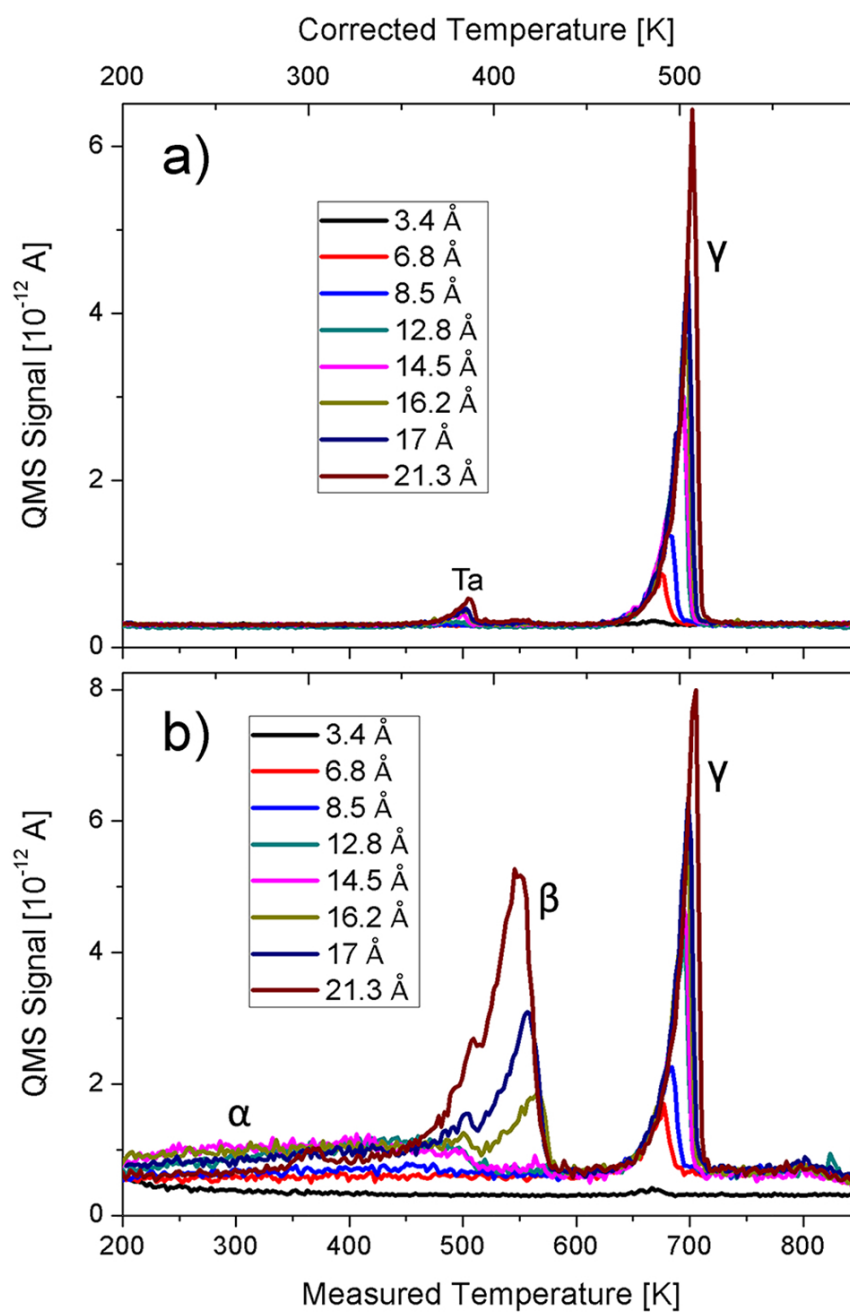 Corrected Temperature [K]
200 300 400 500
a)
6
4
2
0
QMS Signal [10⁻¹² A]
3.4 Å
6.8 Å
8.5 Å
12.8 Å
14.5 Å
16.2 Å
17 Å
21.3 Å
Ta
γ
b)
8
6
4
2
0
QMS Signal [10⁻¹² A]
3.4 Å
6.8 Å
8.5 Å
12.8 Å
14.5 Å
16.2 Å
17 Å
21.3 Å
α
β
γ
200 300 400 500 600 700 800
Measured Temperature [K]